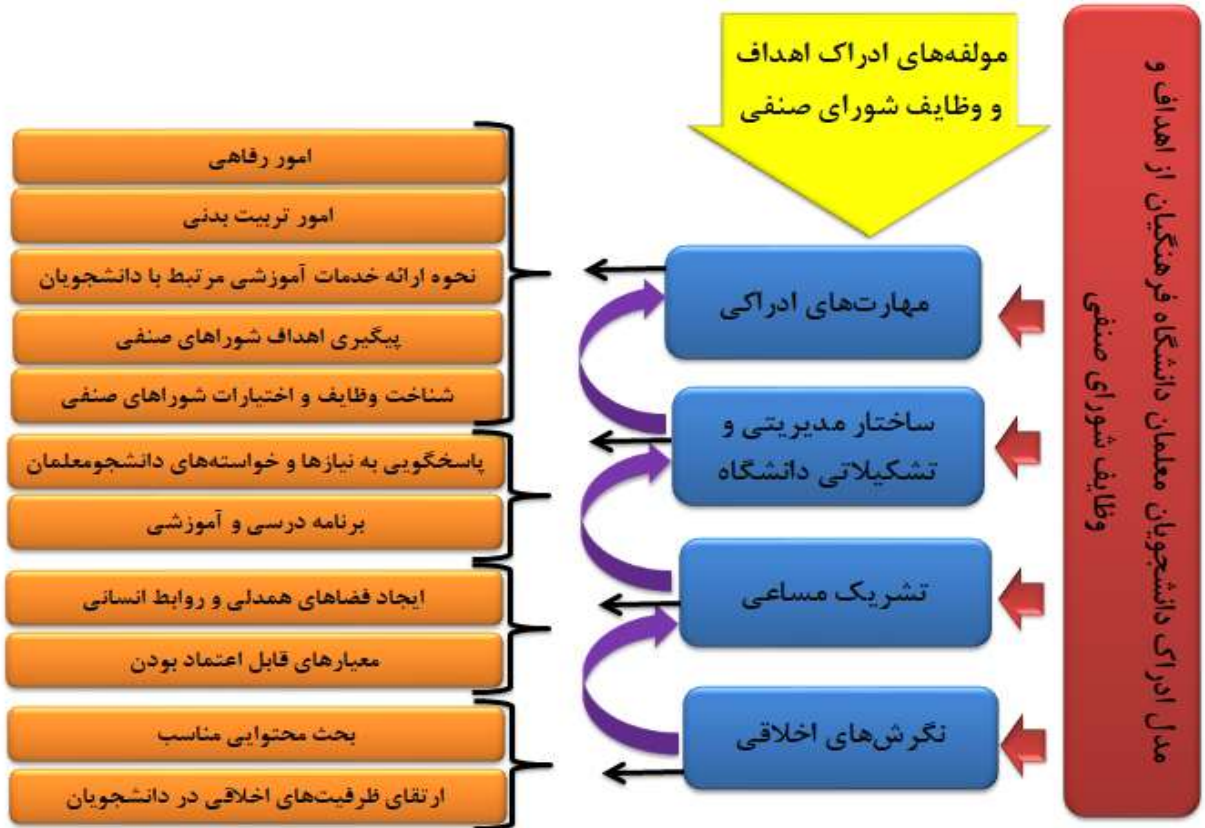 مدل ادراک دانشجویان معلمان دانشگاه فرهنگیان از اهداف و
وظایف شورای صنفی
مولفه‌های ادراک اهداف
و وظایف شورای صنفی
مهارت‌های ادراکی
امور رفاهی
امور تربیت بدنی
نحوه ارائه خدمات آموزشی مرتبط با دانشجویان
پیگیری اهداف شوراهای صنفی
شناخت وظایف و اختیارات شوراهای صنفی
ساختار مدیریتی و
تشکیلاتی دانشگاه
پاسخگویی به نیازها و خواسته‌های دانشجومعلمان
برنامه درسی و آموزشی
تشریک مساعی
ایجاد فضاهای همدلی و روابط انسانی
معیارهای قابل اعتماد بودن
نگرش‌های اخلاقی
بحث محتوایی مناسب
ارتقای ظرفیت‌های اخلاقی در دانشجویان